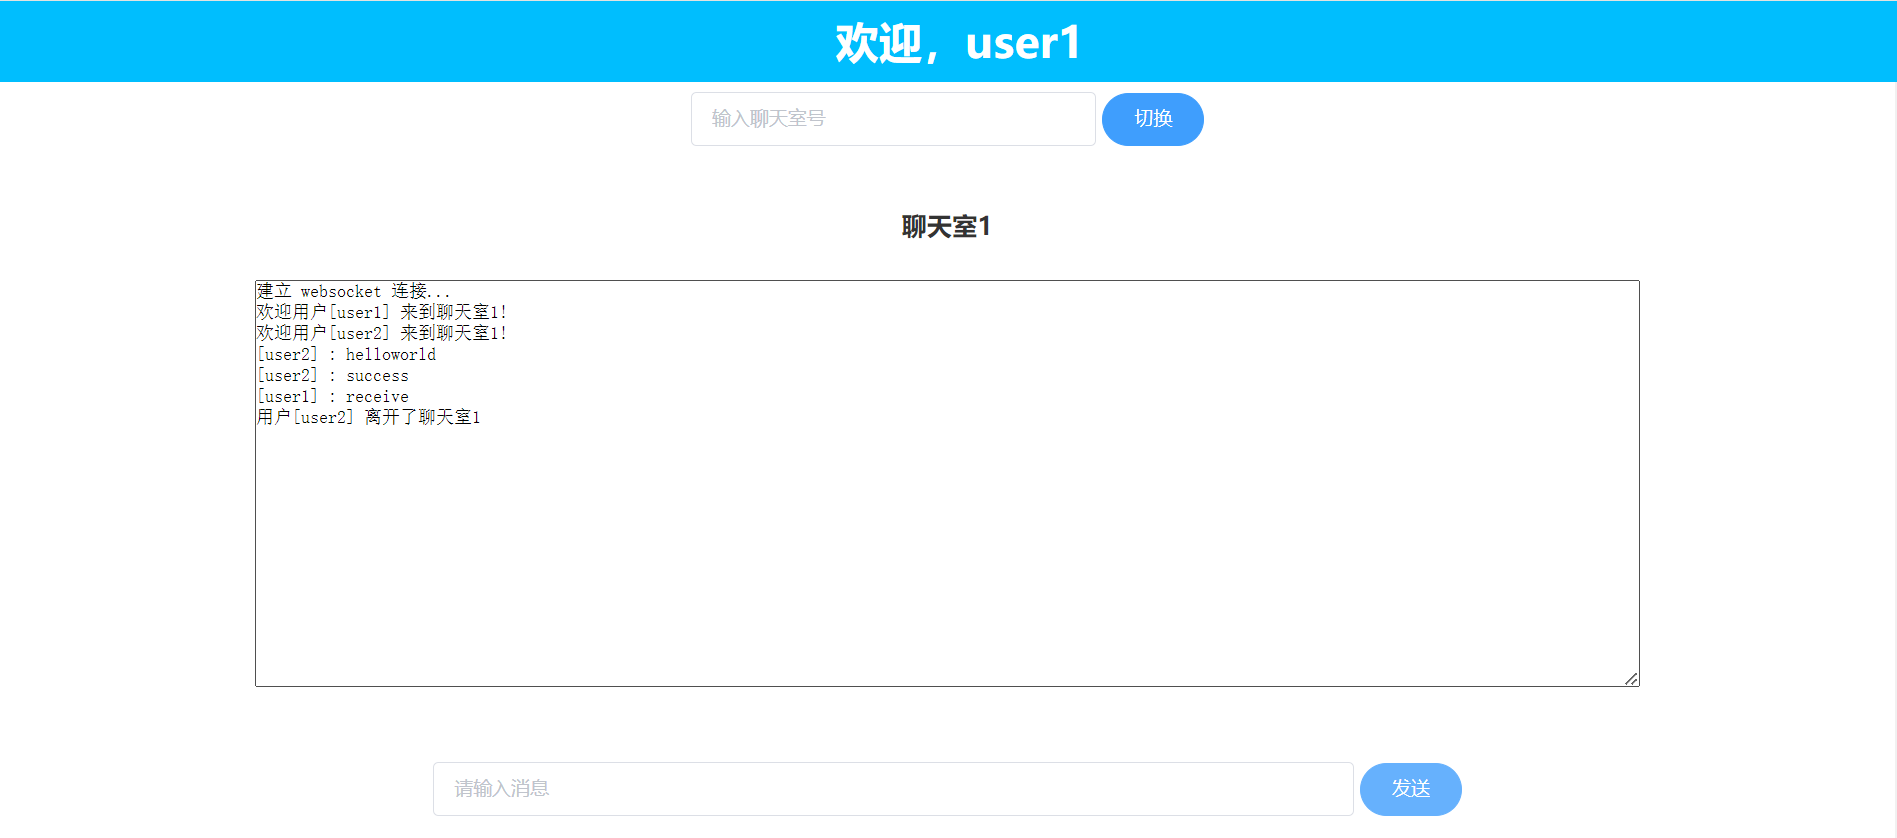 欢迎，user1
输入聊天室号 切换
聊天室1
建立 websocket 连接...
欢迎用户[user1] 来到聊天室1!
欢迎用户[user2] 来到聊天室1!
[user2] : helloworld
[user2] : success
[user1] : receive
用户[user2] 离开了聊天室1
请输入消息 发送